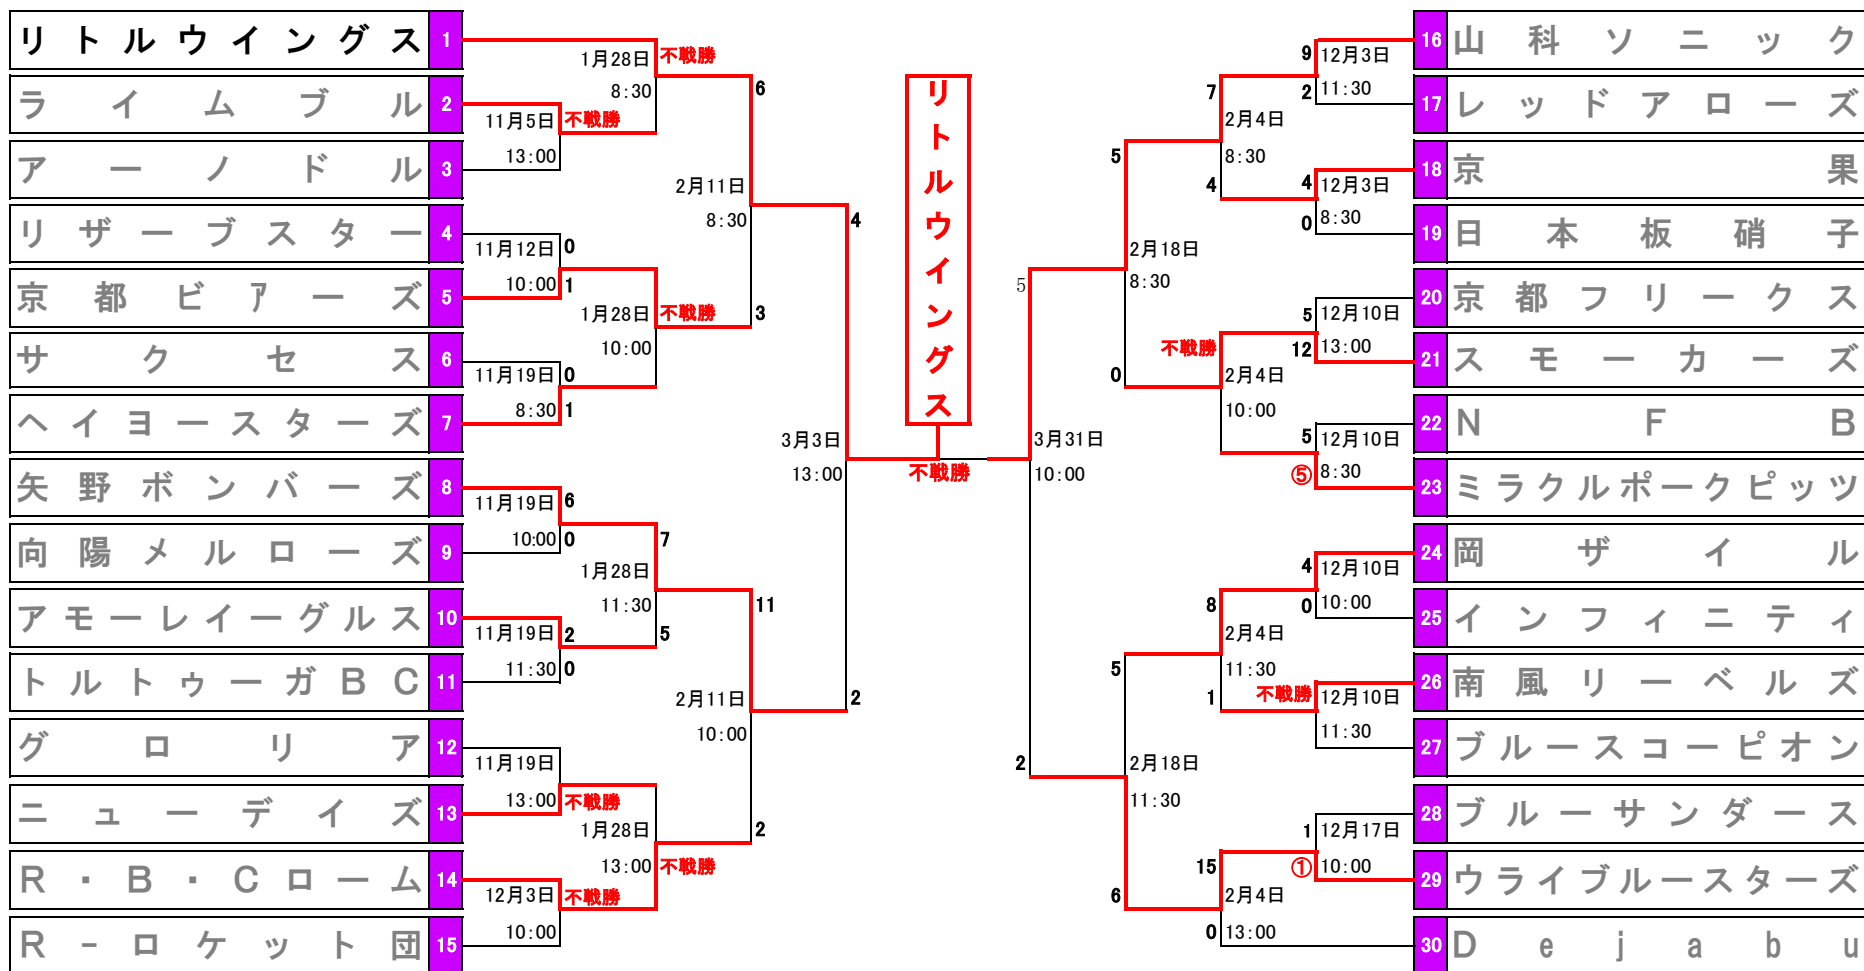 リトルウイングス 1
ライムブル 2
アーノドル 3
リザーブスター 4
京都ビアーズ 5
サクセス 6
ヘイヨースターズ 7
矢野ボンバーズ 8
向陽メルローズ 9
アモーレイーグルス 10
トルトゥーガBC 11
グロリア 12
ニューデイズ 13
R・B・Cローム 14
R-ロケット団 15
11月5日
13:00
不戦勝
11月12日
10:00
0
1
11月19日
8:30
0
1
11月19日
10:00
6
0
11月19日
11:30
2
0
11月19日
13:00
不戦勝
12月3日
10:00
不戦勝
1月28日
8:30
不戦勝
1月28日
10:00
不戦勝
1月28日
11:30
7
5
1月28日
13:00
不戦勝
2月11日
8:30
6
3
2月11日
10:00
11
2
3月3日
13:00
4
2
リトルウイングス
不戦勝
3月31日
10:00
5
2
2月18日
8:30
5
0
2月18日
11:30
5
6
2月4日
8:30
7
4
2月4日
10:00
不戦勝
2月4日
11:30
8
1
2月4日
13:00
15
0
12月3日
11:30
9
2
12月3日
8:30
4
0
12月10日
13:00
5
12
12月10日
8:30
5
⑤
12月10日
10:00
4
0
12月10日
11:30
不戦勝
12月17日
10:00
1
①
16 山科ソニック
17 レッドアローズ
18 京果
19 日本板硝子
20 京都フリークス
21 スモーカーズ
22 NFB
23 ミラクルポークピッツ
24 岡ザイル
25 インフィニティ
26 南風リーベルズ
27 ブルースコーピオン
28 ブルーサンダース
29 ウライブルースターズ
30 Dejabu